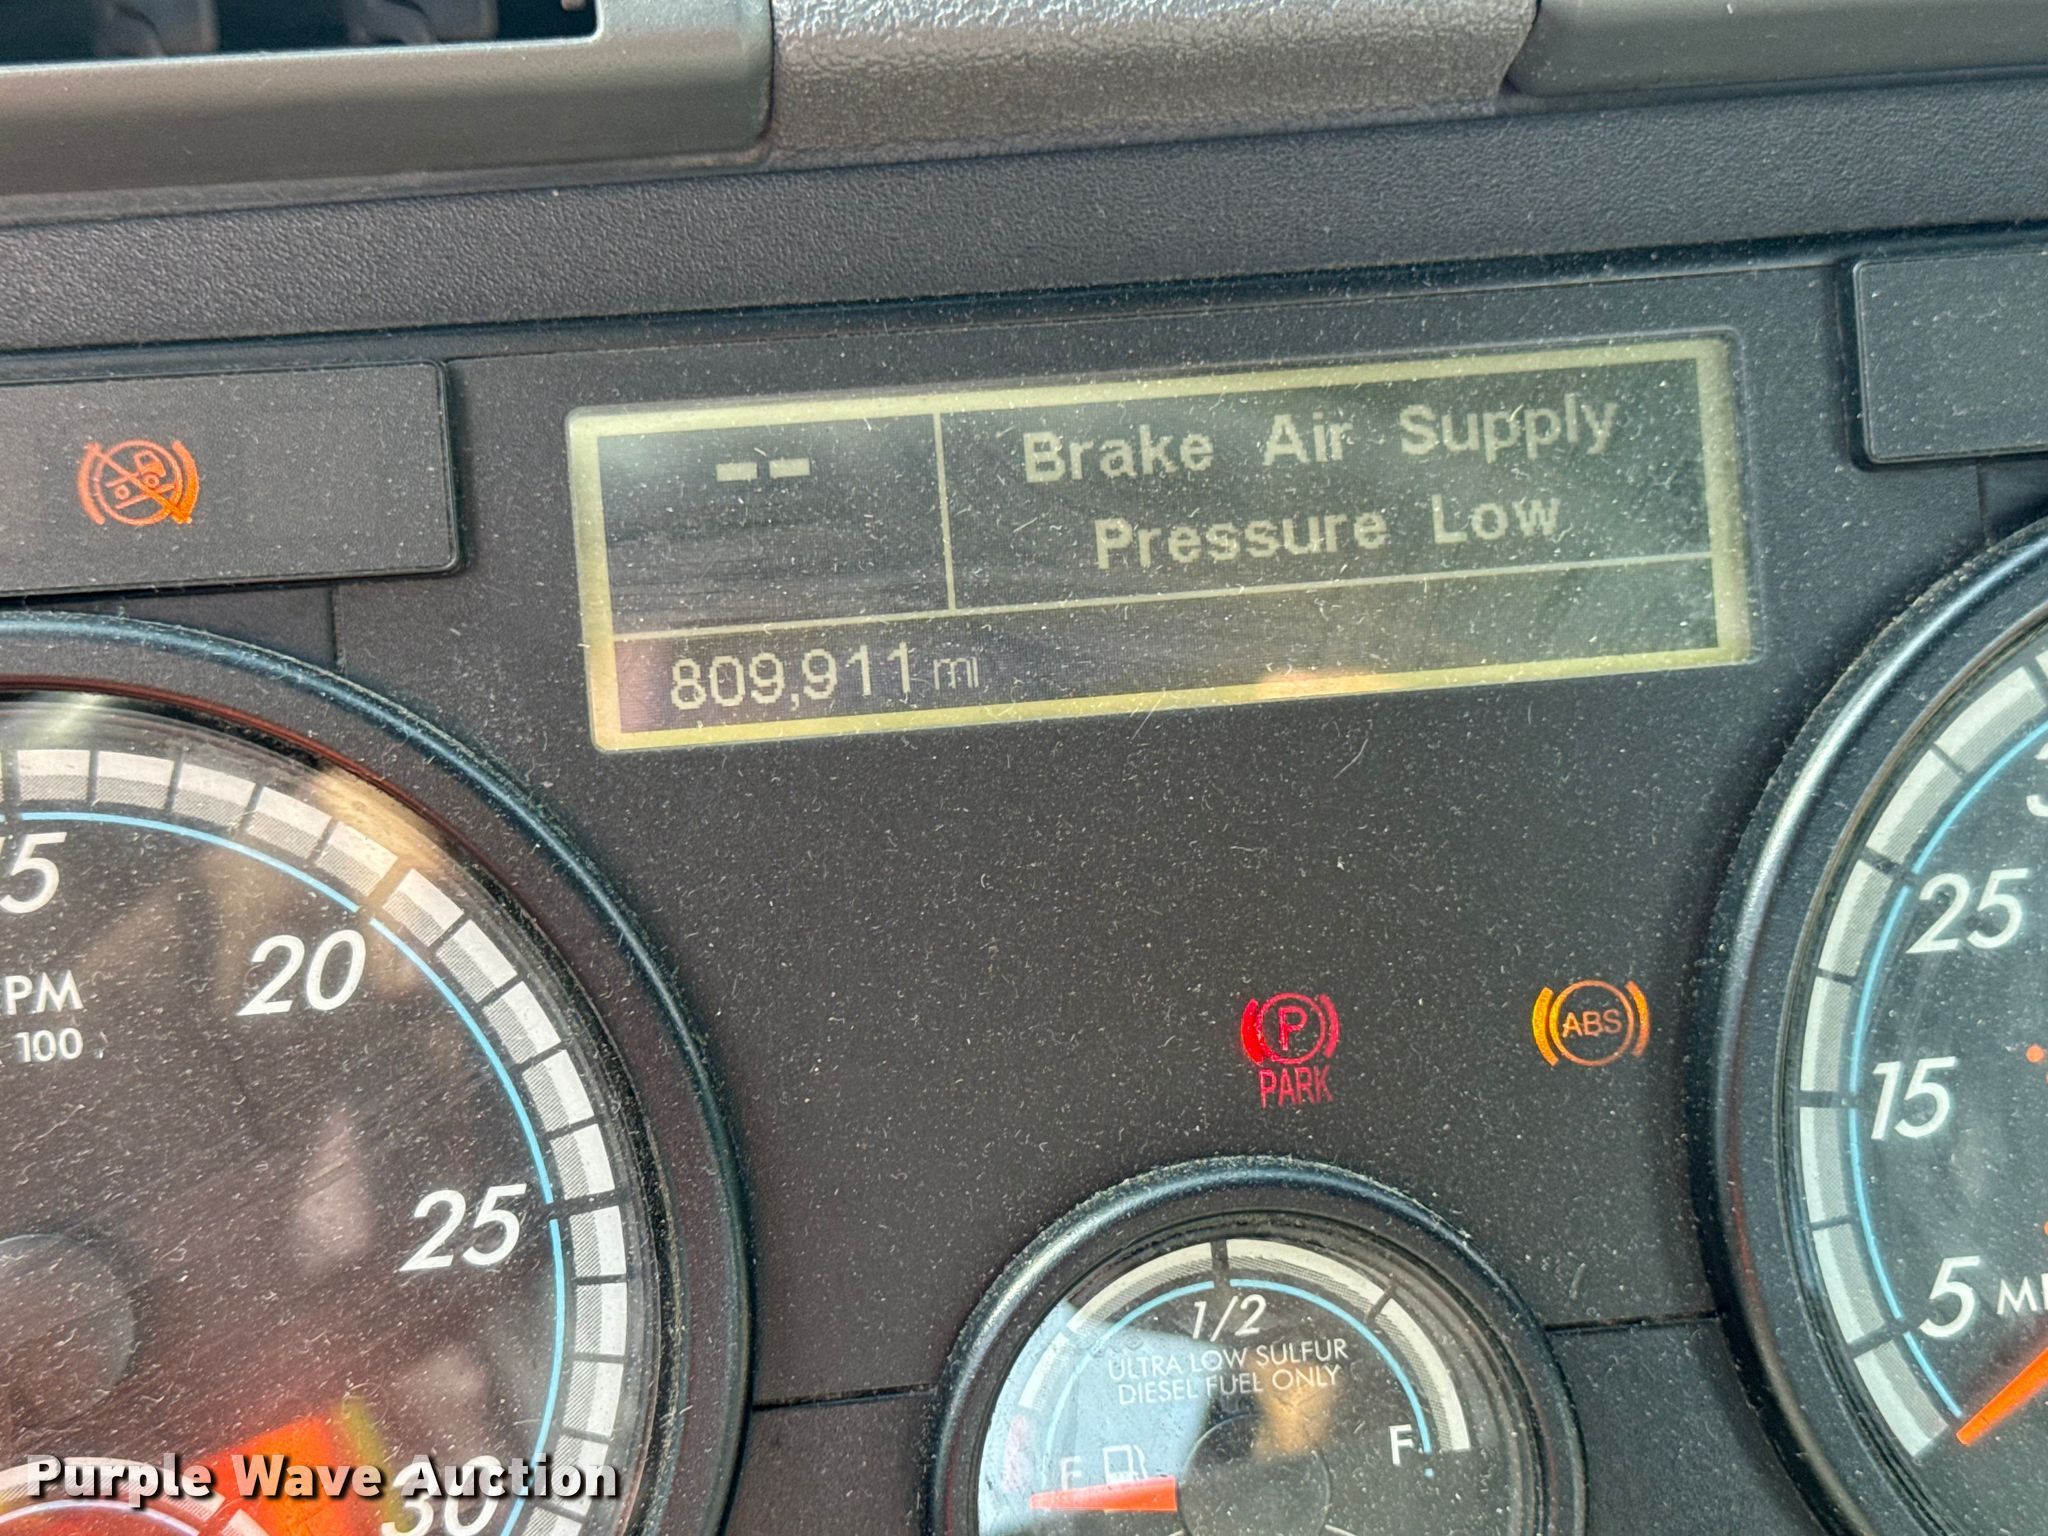 --
Brake Air Supply
Pressure Low
809,911 mi
20
100
25
30
P
PARK
ABS
1/2
ULTRA LOW SULFUR
DIESEL FUEL ONLY
F
25
15
5
Purple Wave Auction